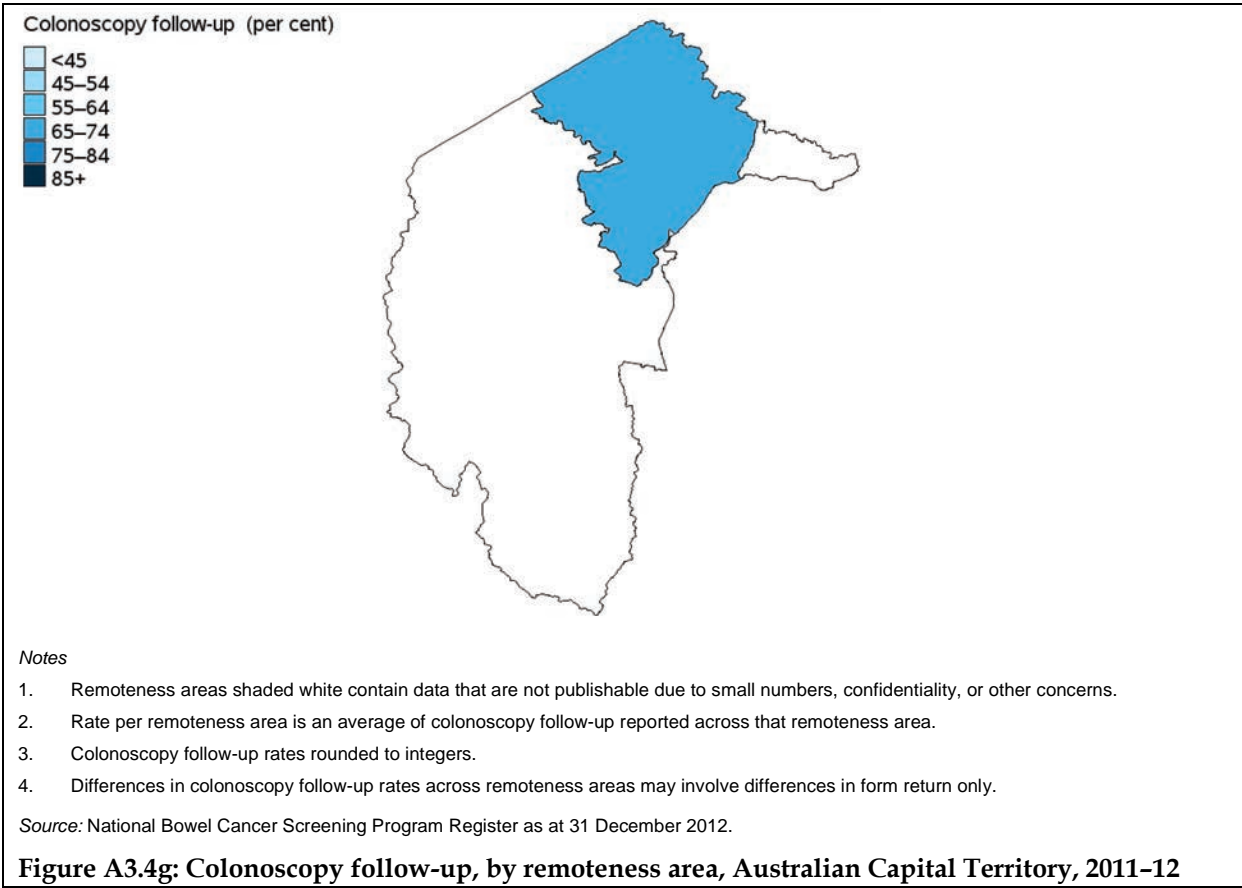 Colonoscopy follow-up (per cent)
<45
45–54
55–64
65–74
75–84
85+
Notes
1. Remoteness areas shaded white contain data that are not publishable due to small numbers, confidentiality, or other concerns.
2. Rate per remoteness area is an average of colonoscopy follow-up reported across that remoteness area.
3. Colonoscopy follow-up rates rounded to integers.
4. Differences in colonoscopy follow-up rates across remoteness areas may involve differences in form return only.
Source: National Bowel Cancer Screening Program Register as at 31 December 2012.
Figure A3.4g: Colonoscopy follow-up, by remoteness area, Australian Capital Territory, 2011–12